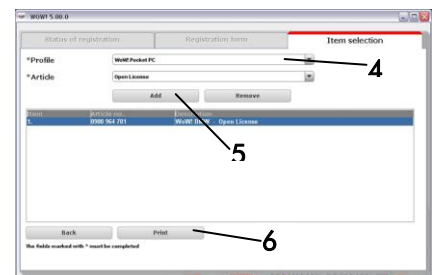 WOW! 5.00.0
Status of registration Registration form Item selection
*Profile WoW! Pocket PC
4
*Article Open License
Add Remove
5
Item Article no. Description
1. 0900 964 701 WoW! - Open License
Back Print
6
The fields marked with * must be completed